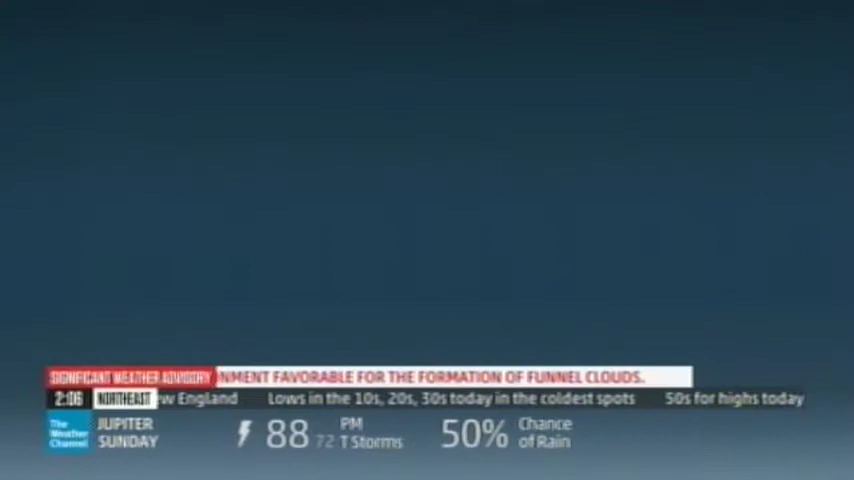 SIGNIFICANT WEATHER ADVISORY NMENT FAVORABLE FOR THE FORMATION OF FUNNEL CLOUDS.
2:06 NORTHEAST ew England Lows in the 10s, 20s, 30s today in the coldest spots 50s for highs today
The Weather Channel
JUPITER
SUNDAY
88 72
PM
T Storms
50%
Chance
of Rain